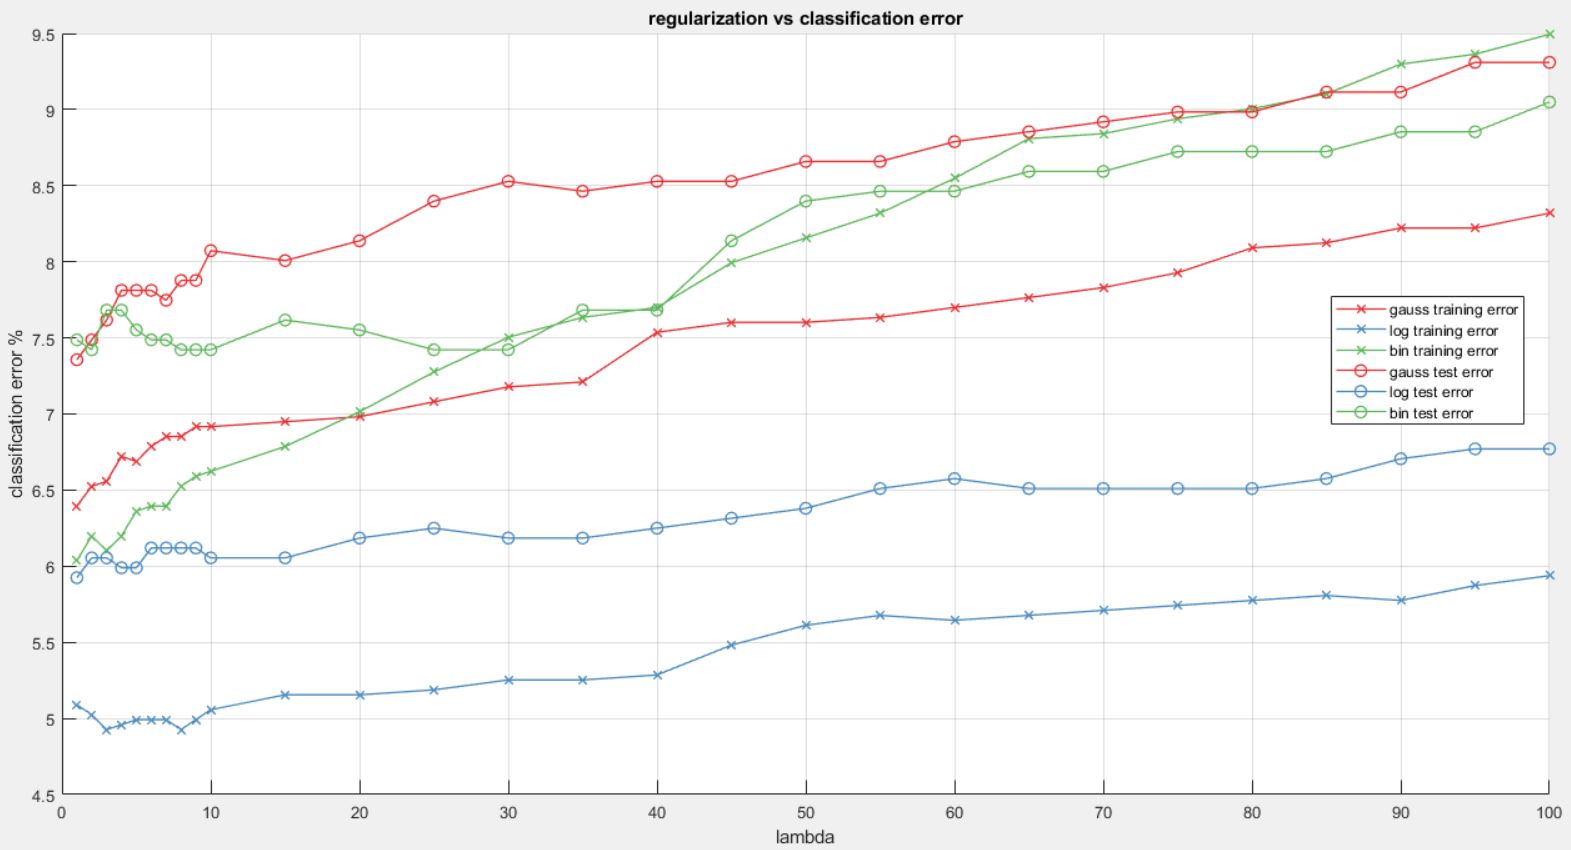 regularization vs classification error
9.5
9
8.5
8
7.5
7
6.5
6
5.5
5
4.5
classification error %
gauss training error
log training error
bin training error
gauss test error
log test error
bin test error
0 10 20 30 40 50 60 70 80 90 100
lambda